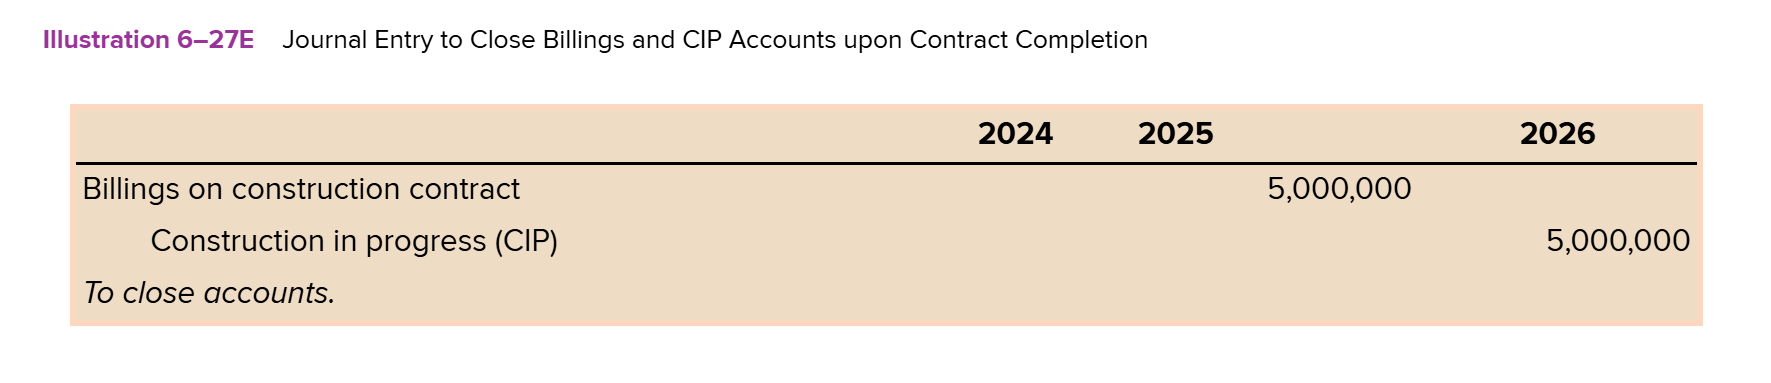 Illustration 6–27E Journal Entry to Close Billings and CIP Accounts upon Contract Completion
2024 2025 2026
Billings on construction contract 5,000,000
Construction in progress (CIP) 5,000,000
To close accounts.